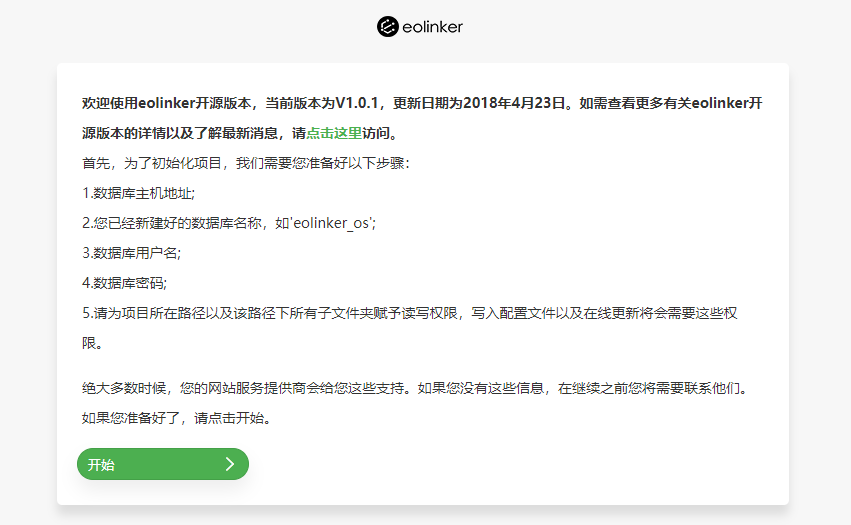 eolinker
欢迎使用eolinker开源版本，当前版本为V1.0.1，更新日期为2018年4月23日。如需查看更多有关eolinker开
源版本的详情以及了解最新消息，请点击这里访问。
首先，为了初始化项目，我们需要您准备好以下步骤：
1.数据库主机地址;
2.您已经新建好的数据库名称，如'eolinker_os';
3.数据库用户名;
4.数据库密码;
5.请为项目所在路径以及该路径下所有子文件夹赋予读写权限，写入配置文件以及在线更新将会需要这些权
限。
绝大多数时候，您的网站服务提供商会给您这些支持。如果您没有这些信息，在继续之前您将需要联系他们。
如果您准备好了，请点击开始。
开始